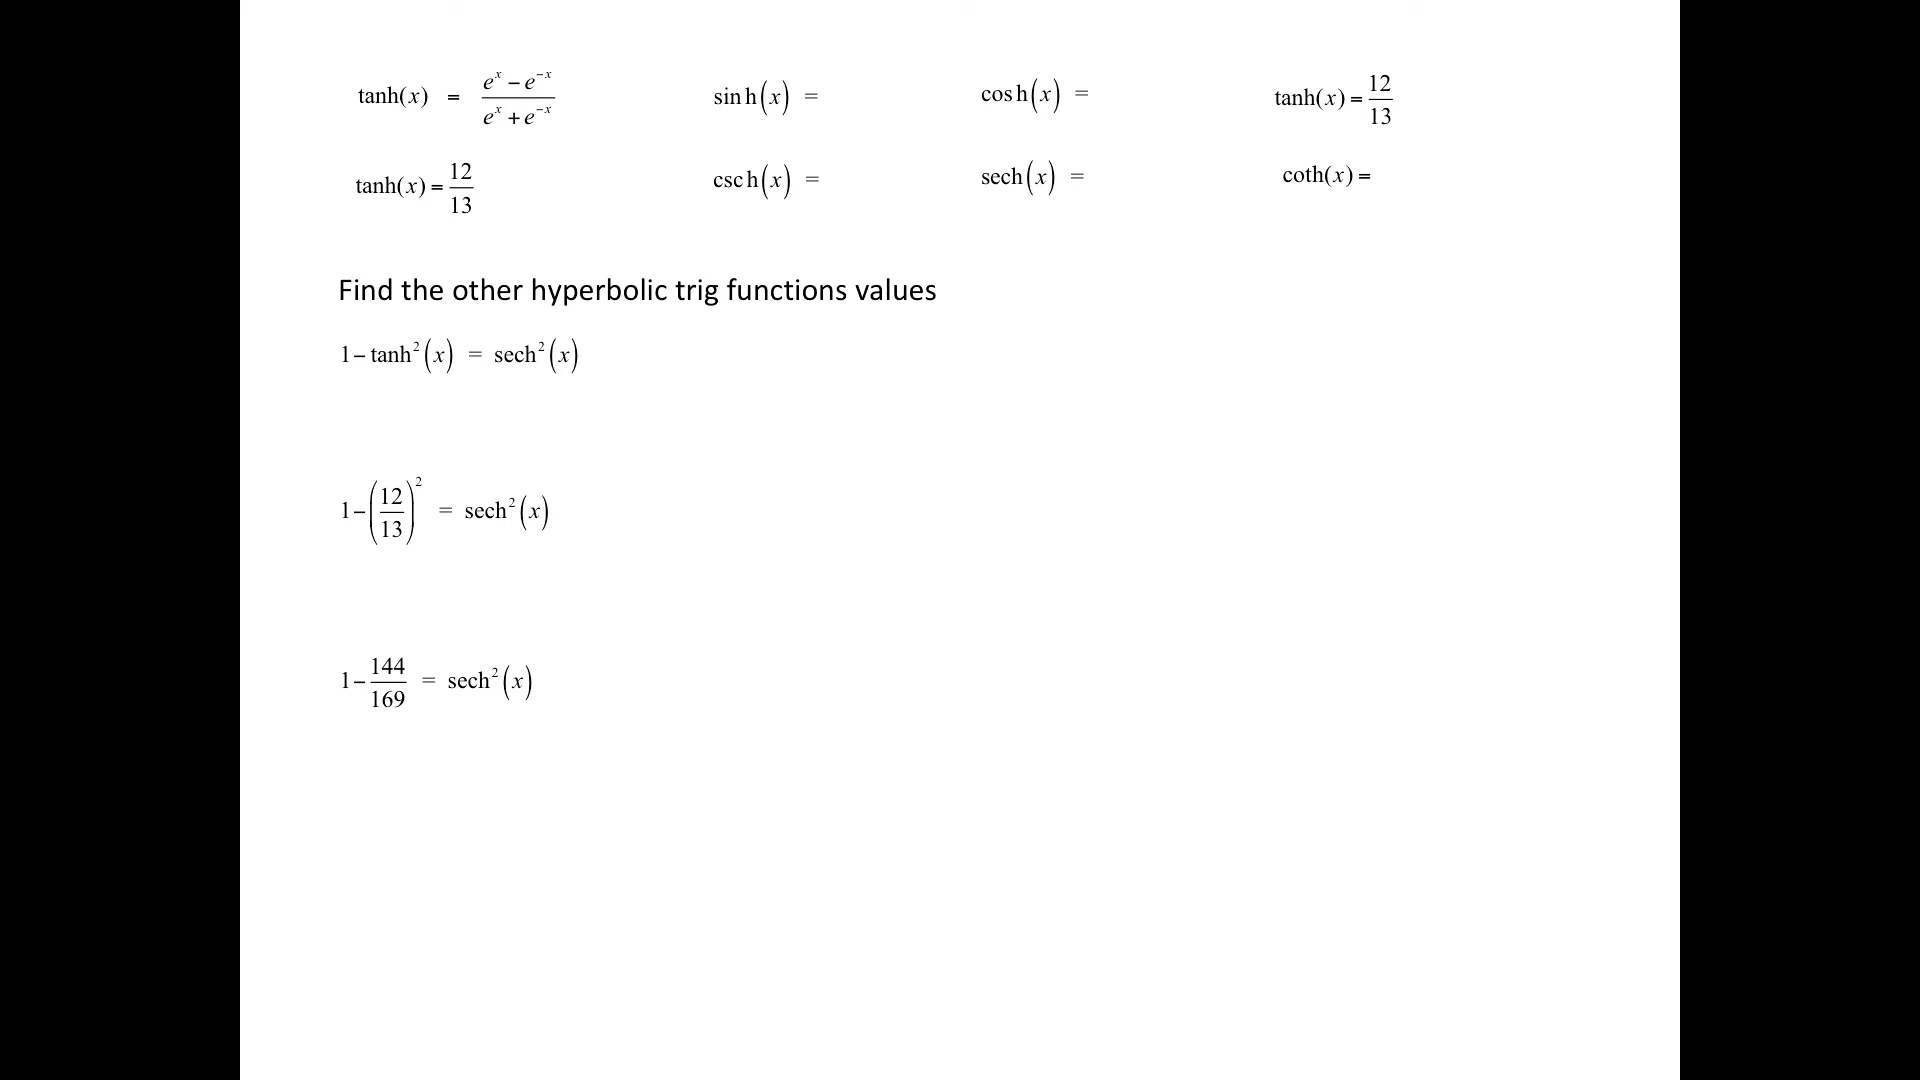 tanh(x) = (e^x − e^−x)/(e^x + e^−x) sinh(x) = cosh(x) = tanh(x) = 12/13
tanh(x) = 12/13 csch(x) = sech(x) = coth(x) =
Find the other hyperbolic trig functions values
1 − tanh²(x) = sech²(x)
1 − (12/13)² = sech²(x)
1 − 144/169 = sech²(x)